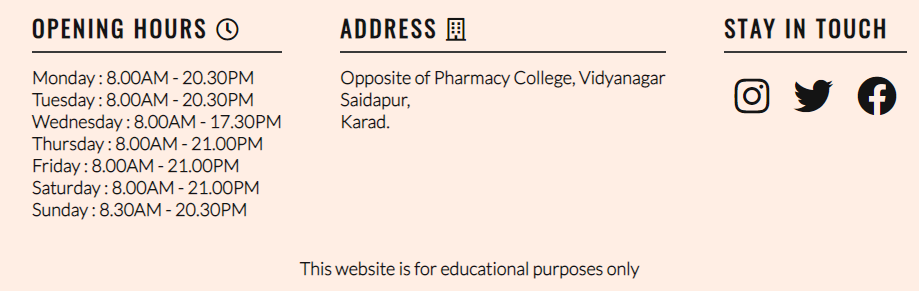 OPENING HOURS
Monday : 8.00AM - 20.30PM
Tuesday : 8.00AM - 20.30PM
Wednesday : 8.00AM - 17.30PM
Thursday : 8.00AM - 21.00PM
Friday : 8.00AM - 21.00PM
Saturday : 8.00AM - 21.00PM
Sunday : 8.30AM - 20.30PM
ADDRESS
Opposite of Pharmacy College, Vidyanagar
Saidapur,
Karad.
STAY IN TOUCH
This website is for educational purposes only